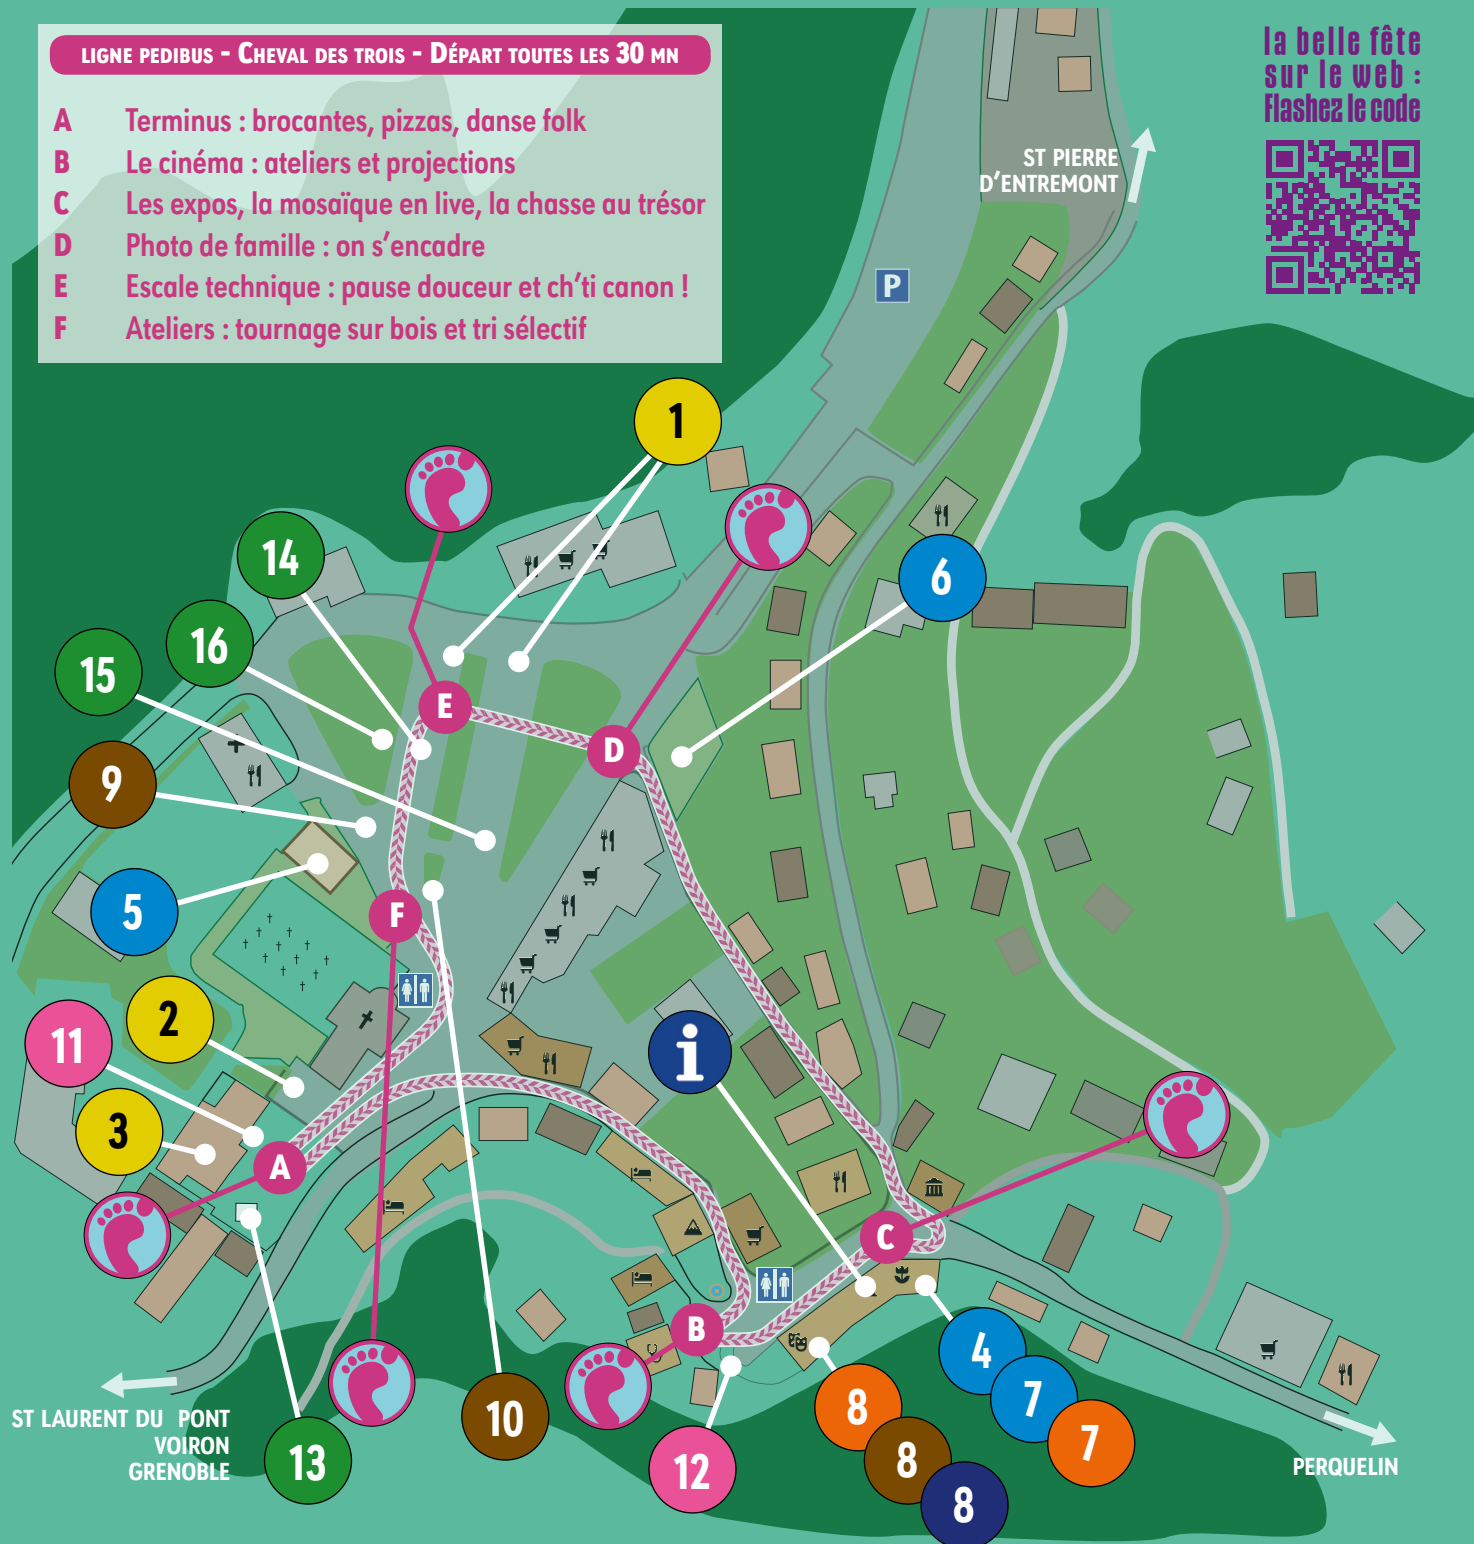 LIGNE PEDIBUS - CHEVAL DES TROIS - DÉPART TOUTES LES 30 MN
A Terminus : brocantes, pizzas, danse folk
B Le cinéma : ateliers et projections
C Les expos, la mosaïque en live, la chasse au trésor
D Photo de famille : on s'encadre
E Escale technique : pause douceur et ch'ti canon !
F Ateliers : tournage sur bois et tri sélectif
la belle fête
sur le web :
Flashez le code
ST PIERRE
D'ENTREMONT
P
1
14
6
16
15
E
D
9
5
F
2
11
i
3
A
C
B
4
7
7
8
8
8
10
12
13
ST LAURENT DU PONT
VOIRON
GRENOBLE
PERQUELIN